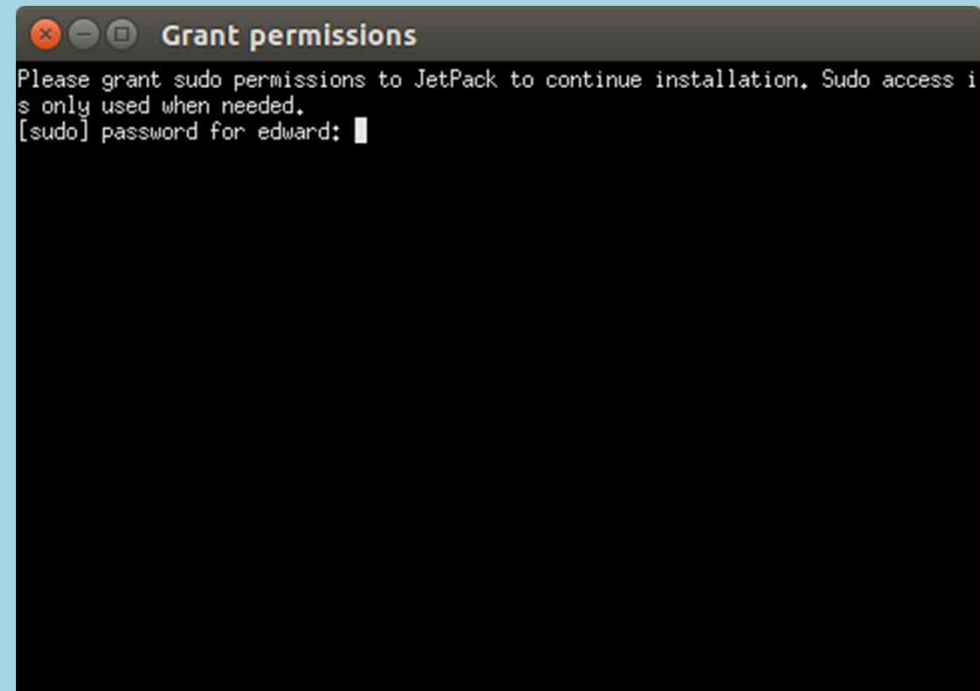 Grant permissions
Please grant sudo permissions to JetPack to continue installation. Sudo access i
s only used when needed.
[sudo] password for edward: